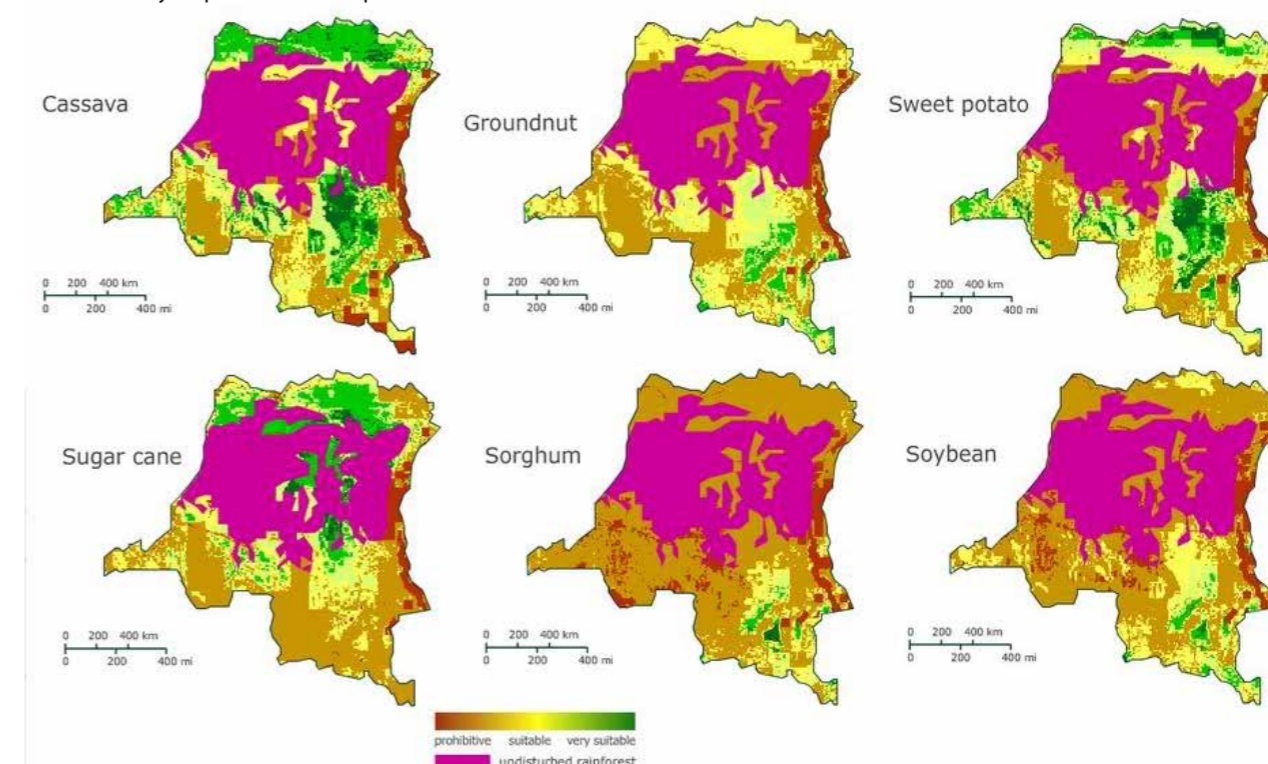 Cassava
Groundnut
Sweet potato
0 200 400 km
0 200 400 mi
0 200 400 km
0 200 400 mi
0 200 400 km
0 200 400 mi
Sugar cane
Sorghum
Soybean
0 200 400 km
0 200 400 mi
0 200 400 km
0 200 400 mi
0 200 400 km
0 200 400 mi
prohibitive suitable very suitable
undisturbed rainforest